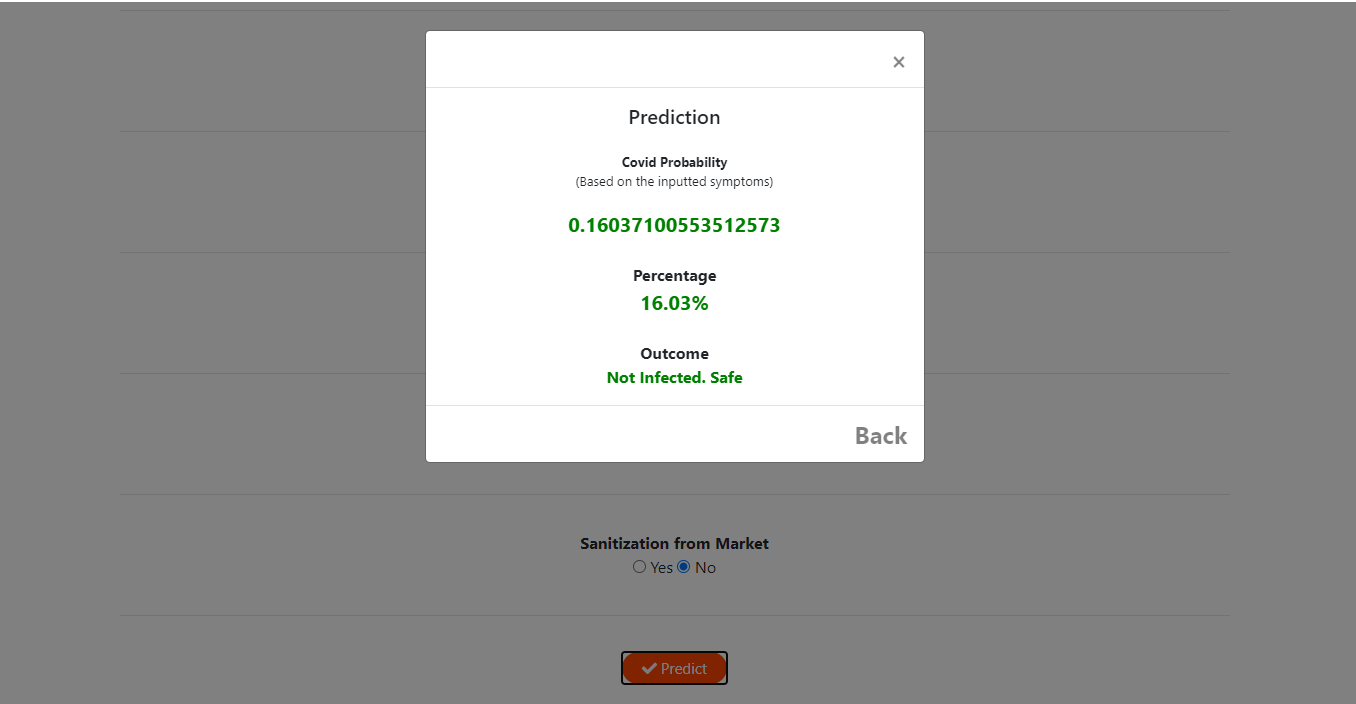 ×
Prediction
Covid Probability
(Based on the inputted symptoms)
0.16037100553512573
Percentage
16.03%
Outcome
Not Infected. Safe
Back
Sanitization from Market
Yes No
Predict